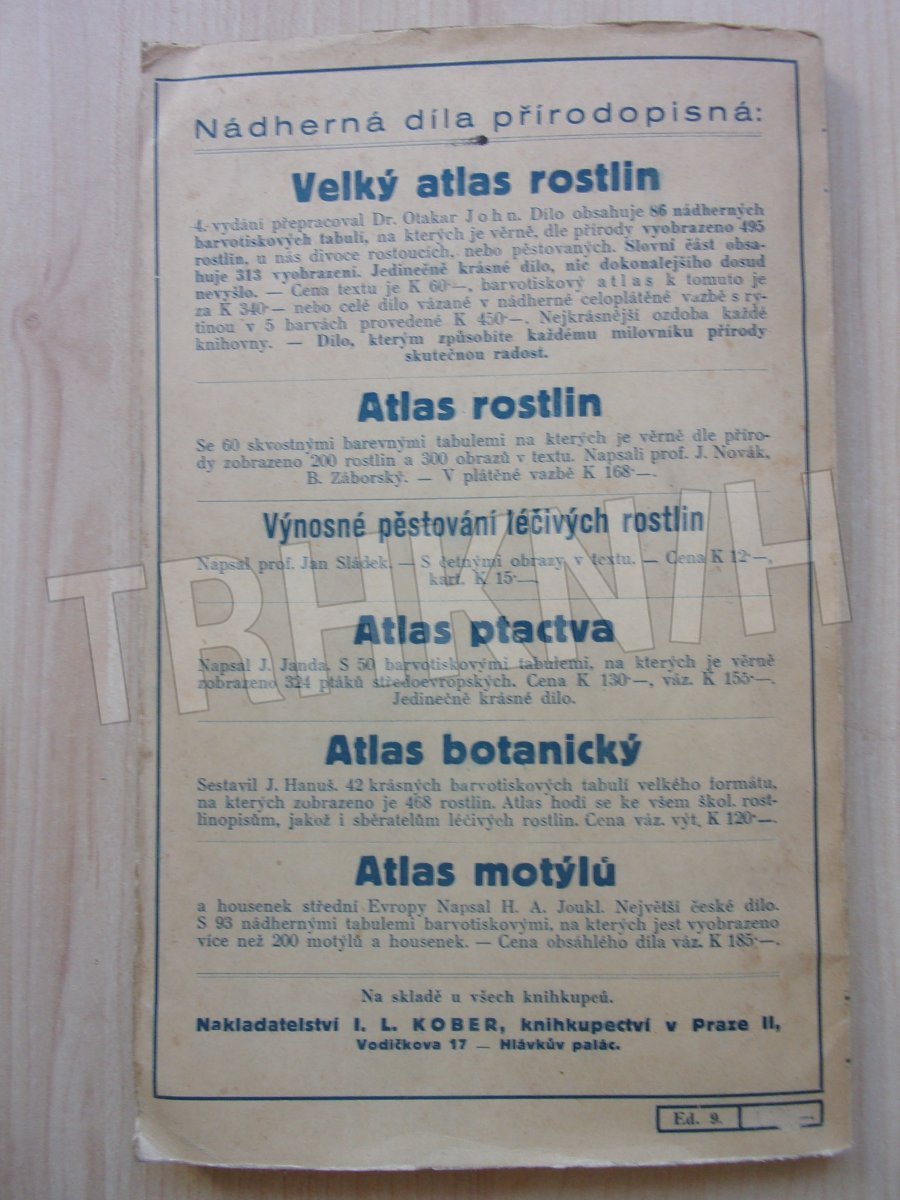 Nádherná díla přírodopisná:
Velký atlas rostlin
4. vydání přepracoval Dr. Otakar John. Dílo obsahuje 86 nádherných
barvotiskových tabulí, na kterých je věrně, dle přírody vyobrazeno 495
rostlin, u nás divoce rostoucích, nebo pěstovaných. Slovní část obsa-
huje 313 vyobrazení. Jedinečně krásné dílo, nic dokonalejšího dosud
nevyšlo. — Cena textu je K 60·—, barvotiskový atlas k tomuto je
za K 340·— nebo celé dílo vázané v nádherné celoplátěné vazbě s ry-
tinou v 5 barvách provedené K 450·—. Nejkrásnější ozdoba každé
knihovny. — Dílo, kterým způsobíte každému milovníku přírody
skutečnou radost.
Atlas rostlin
Se 60 skvostnými barevnými tabulemi na kterých je věrně dle příro-
dy zobrazeno 200 rostlin a 300 obrazů v textu. Napsali prof. J. Novák,
B. Záborský. — V plátěné vazbě K 168·—.
Výnosné pěstování léčivých rostlin
Napsal prof. Jan Sládek. — S četnými obrazy v textu. — Cena K 12·—,
kart. K 15·—.
Atlas ptactva
Napsal J. Janda. S 50 barvotiskovými tabulemi, na kterých je věrně
zobrazeno 324 ptáků středoevropských. Cena K 130·—, váz. K 155·—.
Jedinečně krásné dílo.
Atlas botanický
Sestavil J. Hanuš. 42 krásných barvotiskových tabulí velkého formátu,
na kterých zobrazeno je 468 rostlin. Atlas hodí se ke všem škol. rost-
linopisům, jakož i sběratelům léčivých rostlin. Cena váz. výt. K 120·—.
Atlas motýlů
a housenek střední Evropy Napsal H. A. Joukl. Největší české dílo.
S 93 nádhernými tabulemi barvotiskovými, na kterých jest vyobrazeno
více než 200 motýlů a housenek. — Cena obsáhlého díla váz. K 185·—.
Na skladě u všech knihkupců.
Nakladatelství I. L. KOBER, knihkupectví v Praze II,
Vodičkova 17 — Hlávkův palác.
Ed. 9.
TRHKNIH